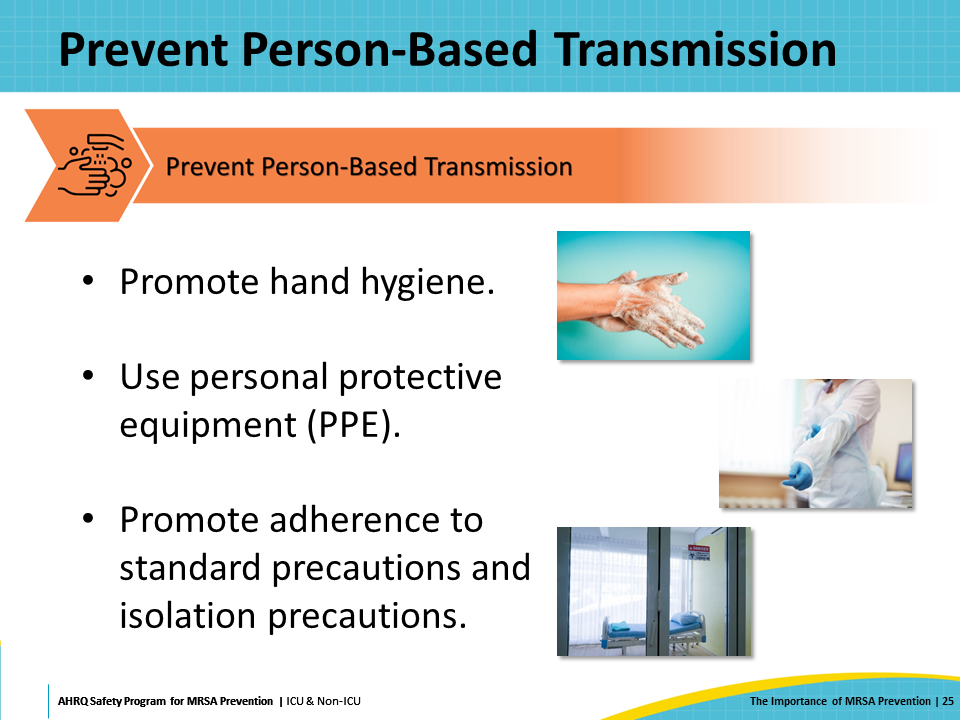 Prevent Person-Based Transmission
Prevent Person-Based Transmission
• Promote hand hygiene.
• Use personal protective
equipment (PPE).
• Promote adherence to
standard precautions and
isolation precautions.
AHRQ Safety Program for MRSA Prevention | ICU & Non-ICU
The Importance of MRSA Prevention | 25